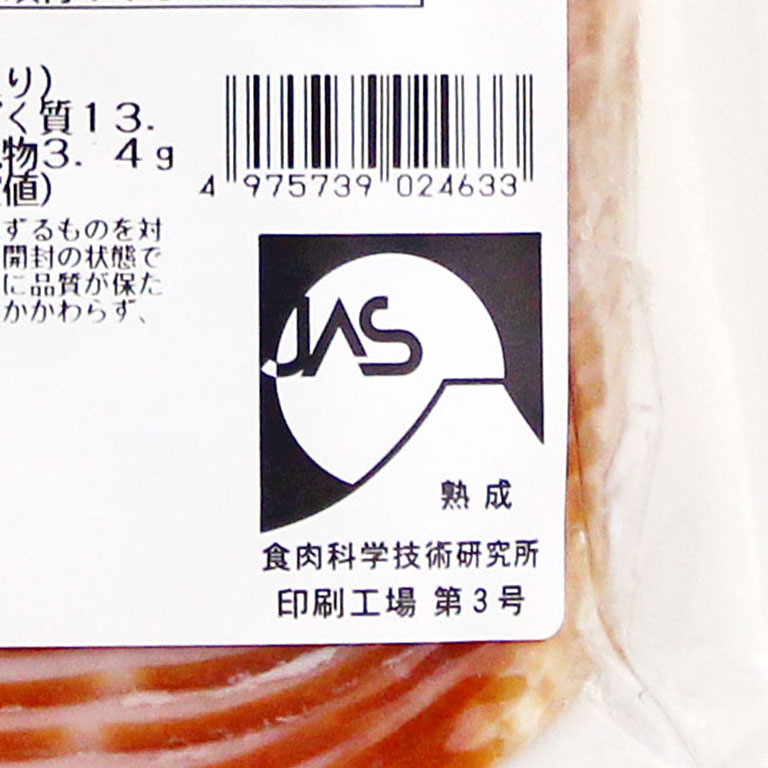 り)
く質13.
物3. 4g
値)
4 975739 024633
ずるものを対
開封の状態で
に品質が保た
かかわらず、
JAS
熟成
食肉科学技術研究所
印刷工場 第3号